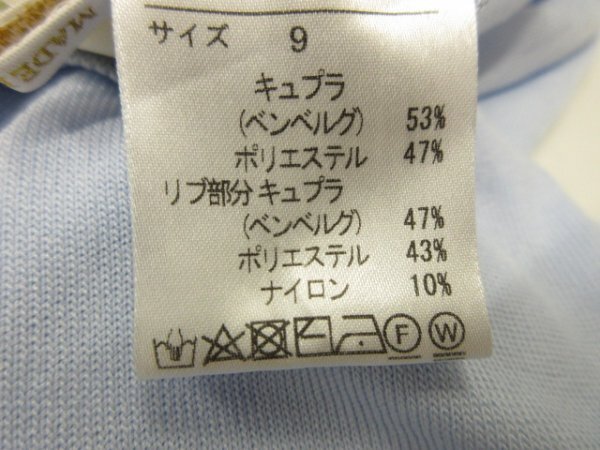 MADE
サイズ 9
キュプラ
(ベンベルグ) 53%
ポリエステル 47%
リブ部分キュプラ
(ベンベルグ) 47%
ポリエステル 43%
ナイロン 10%
F W